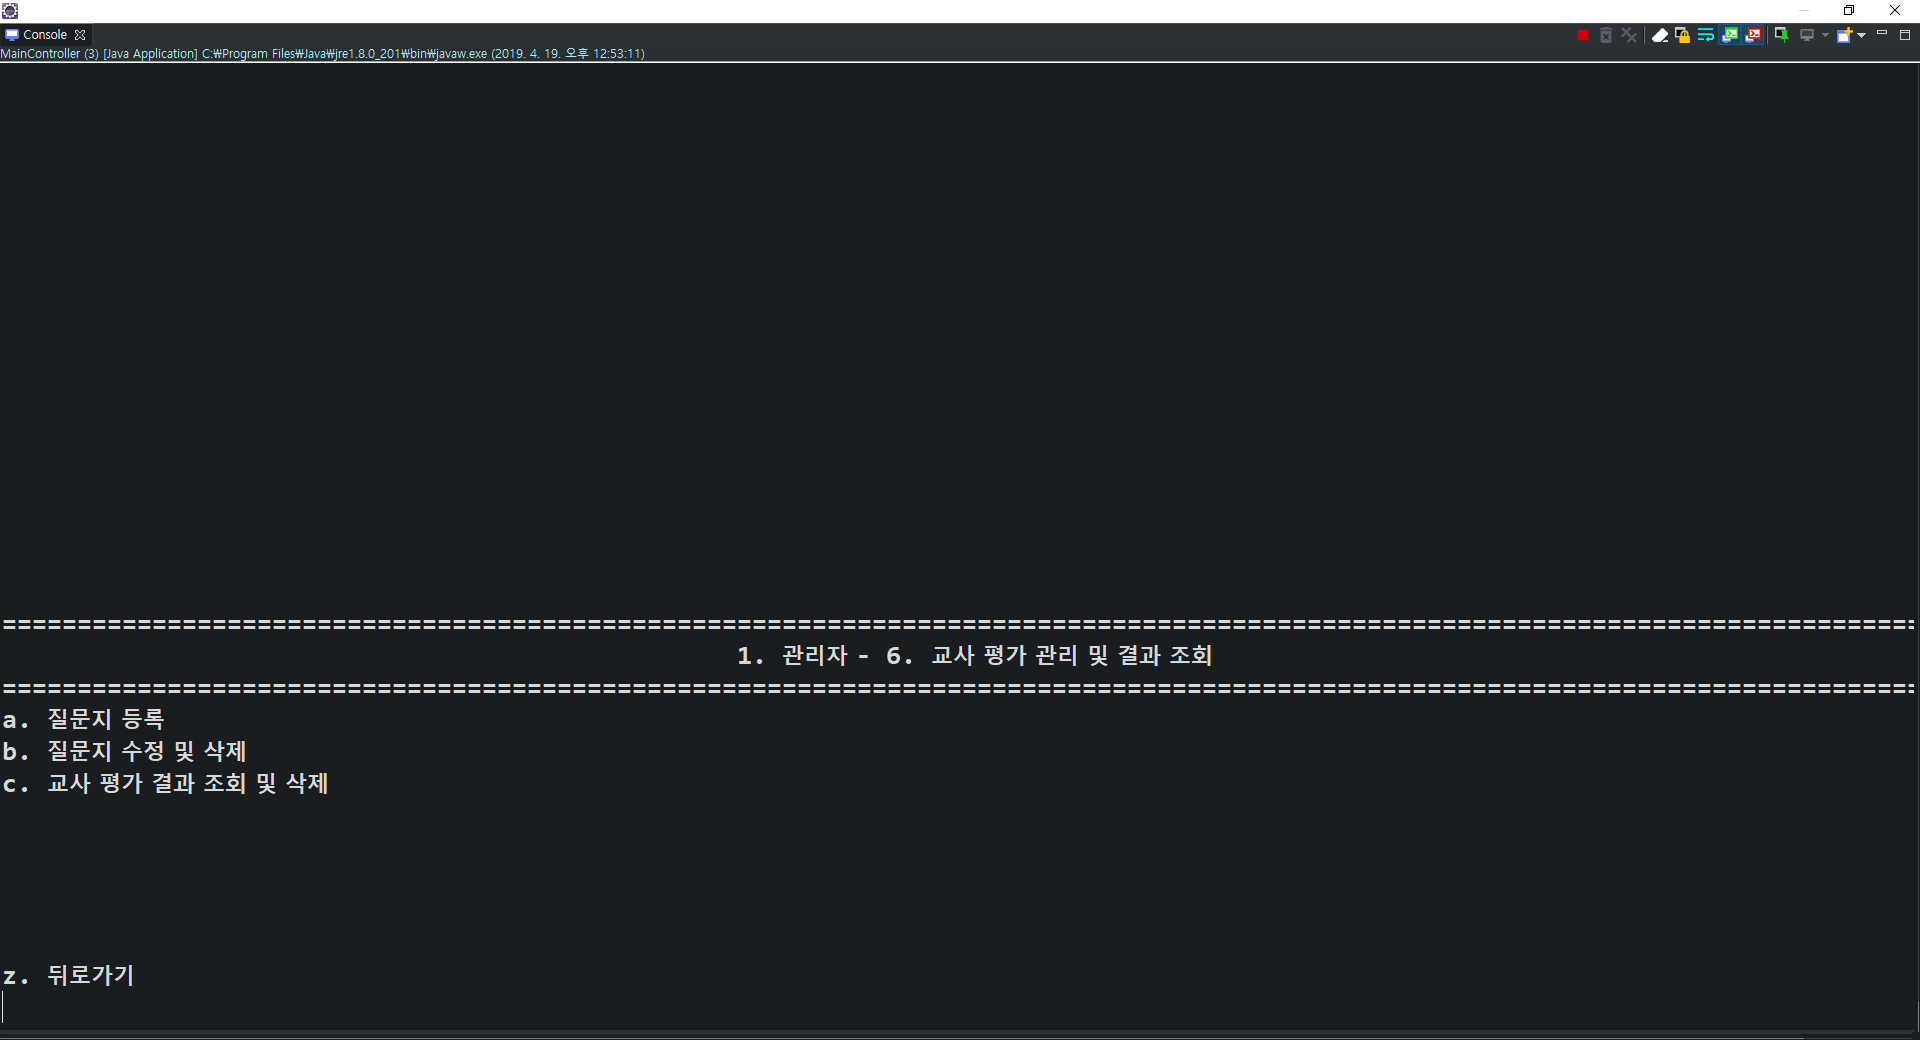 Console
MainController (3) [Java Application] C:₩Program Files₩Java₩jre1.8.0_201₩bin₩javaw.exe (2019. 4. 19. 오후 12:53:11)
================================================================================================================================
1. 관리자 - 6. 교사 평가 관리 및 결과 조회
================================================================================================================================
a. 질문지 등록
b. 질문지 수정 및 삭제
c. 교사 평가 결과 조회 및 삭제
z. 뒤로가기